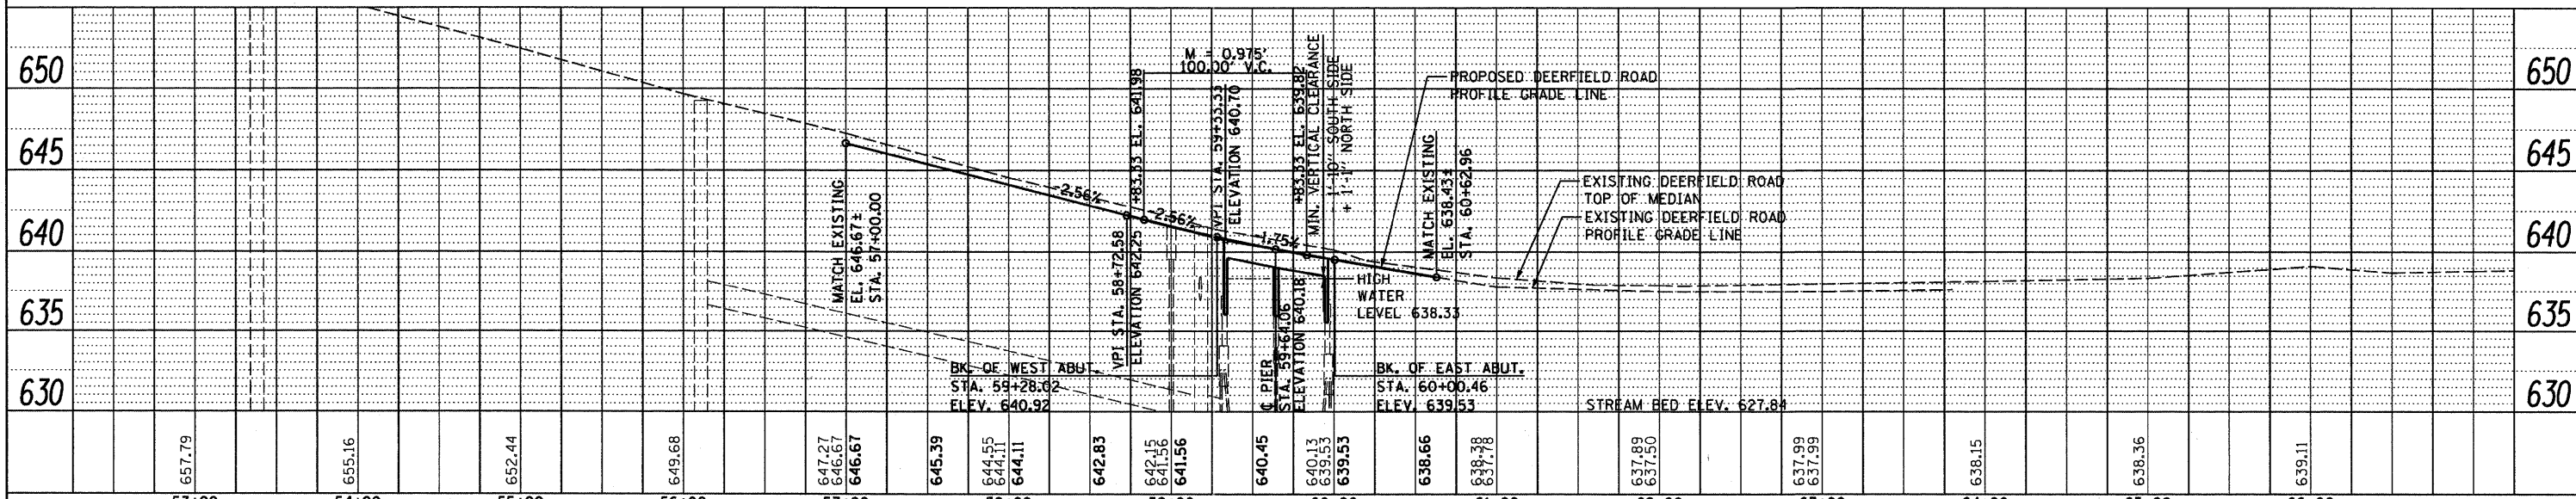 650
645
640
635
630
M = 0.975'
100.00' V.C.
MATCH EXISTING
EL. 646.67±
STA. 57+00.00
-2.56%
VPI STA. 58+72.58
ELEVATION 642.25
+83.33 EL. 641.98
-2.56%
VPI STA. 59+33.33
ELEVATION 640.70
-1.75%
+83.33 EL. 639.82
MIN. VERTICAL CLEARANCE
- 1'-10" SOUTH SIDE
+ 1'-1" NORTH SIDE
MATCH EXISTING
EL. 638.43±
STA. 60+62.96
PROPOSED DEERFIELD ROAD
PROFILE GRADE LINE
EXISTING DEERFIELD ROAD
TOP OF MEDIAN
EXISTING DEERFIELD ROAD
PROFILE GRADE LINE
HIGH
WATER
LEVEL 638.33
BK. OF WEST ABUT.
STA. 59+28.02
ELEV. 640.92
℄ PIER
STA. 59+64.06
ELEVATION 640.18
BK. OF EAST ABUT.
STA. 60+00.46
ELEV. 639.53
STREAM BED ELEV. 627.84
650
645
640
635
630
657.79
655.16
652.44
649.68
647.27
646.67
646.67
645.39
644.55
644.11
644.11
642.83
642.15
641.56
641.56
640.45
640.13
639.53
639.53
638.66
638.38
637.78
637.89
637.50
637.99
637.99
638.15
638.36
639.11